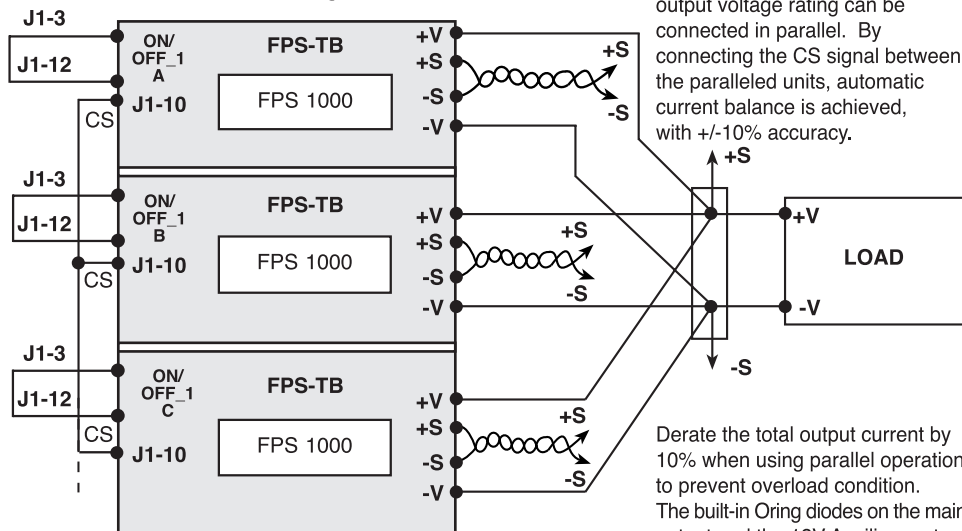 output voltage rating can be
connected in parallel. By
connecting the CS signal between
the paralleled units, automatic
current balance is achieved,
with +/-10% accuracy.
J1-3
J1-12
ON/
OFF_1
A
J1-10
CS
FPS-TB
FPS 1000
+V
+S
-S
-V
+S
-S
J1-3
J1-12
ON/
OFF_1
B
J1-10
CS
FPS-TB
FPS 1000
+V
+S
-S
-V
+S
-S
+S
-S
+V
-V
LOAD
J1-3
J1-12
ON/
OFF_1
C
J1-10
CS
FPS-TB
FPS 1000
+V
+S
-S
-V
+S
-S
Derate the total output current by
10% when using parallel operation
to prevent overload condition.
The built-in Oring diodes on the main